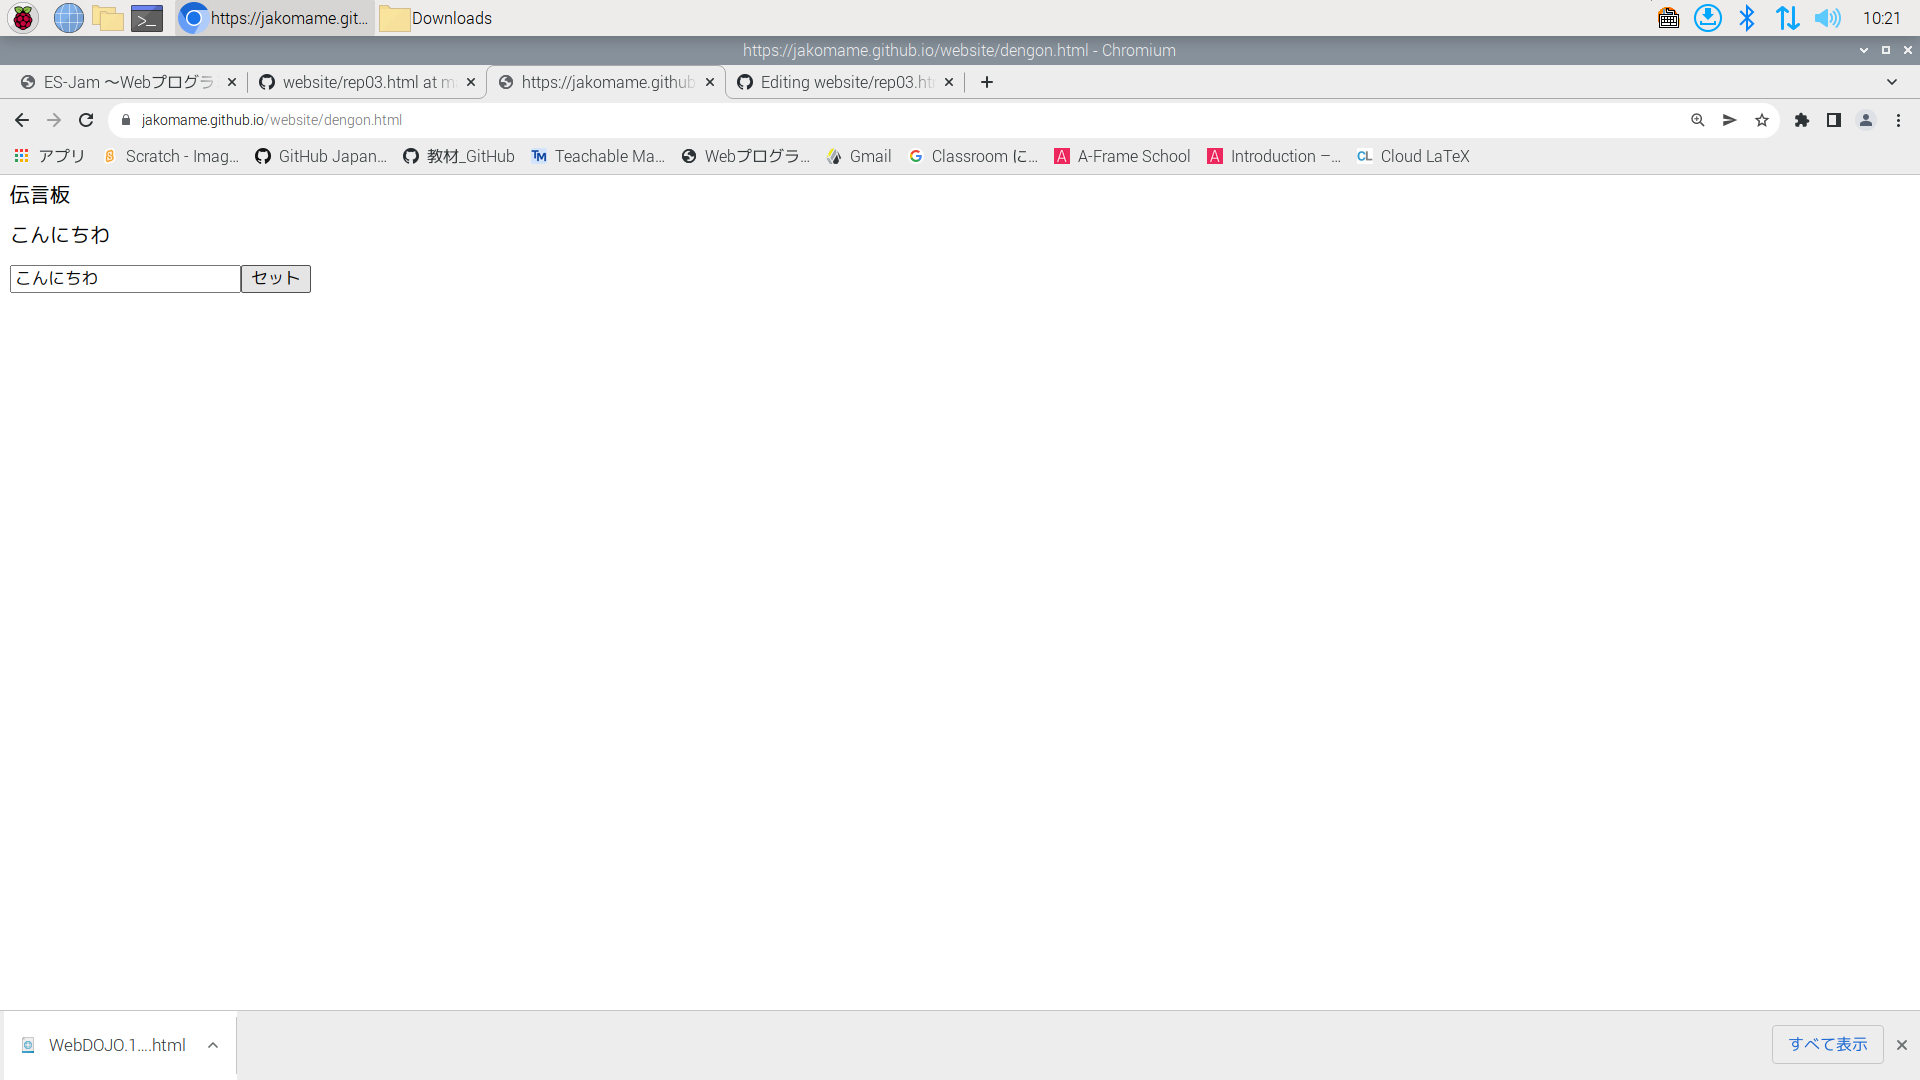 https://jakomame.git...
Downloads
10:21
https://jakomame.github.io/website/dengon.html - Chromium
ES-Jam ～Webプログラ
website/rep03.html at m
https://jakomame.github
Editing website/rep03.ht
jakomame.github.io/website/dengon.html
アプリ
Scratch - Imag...
GitHub Japan...
教材_GitHub
Teachable Ma...
Webプログラ...
Gmail
Classroom に...
A-Frame School
Introduction –...
Cloud LaTeX
伝言板
こんにちわ
こんにちわ
セット
WebDOJO.1....html
すべて表示